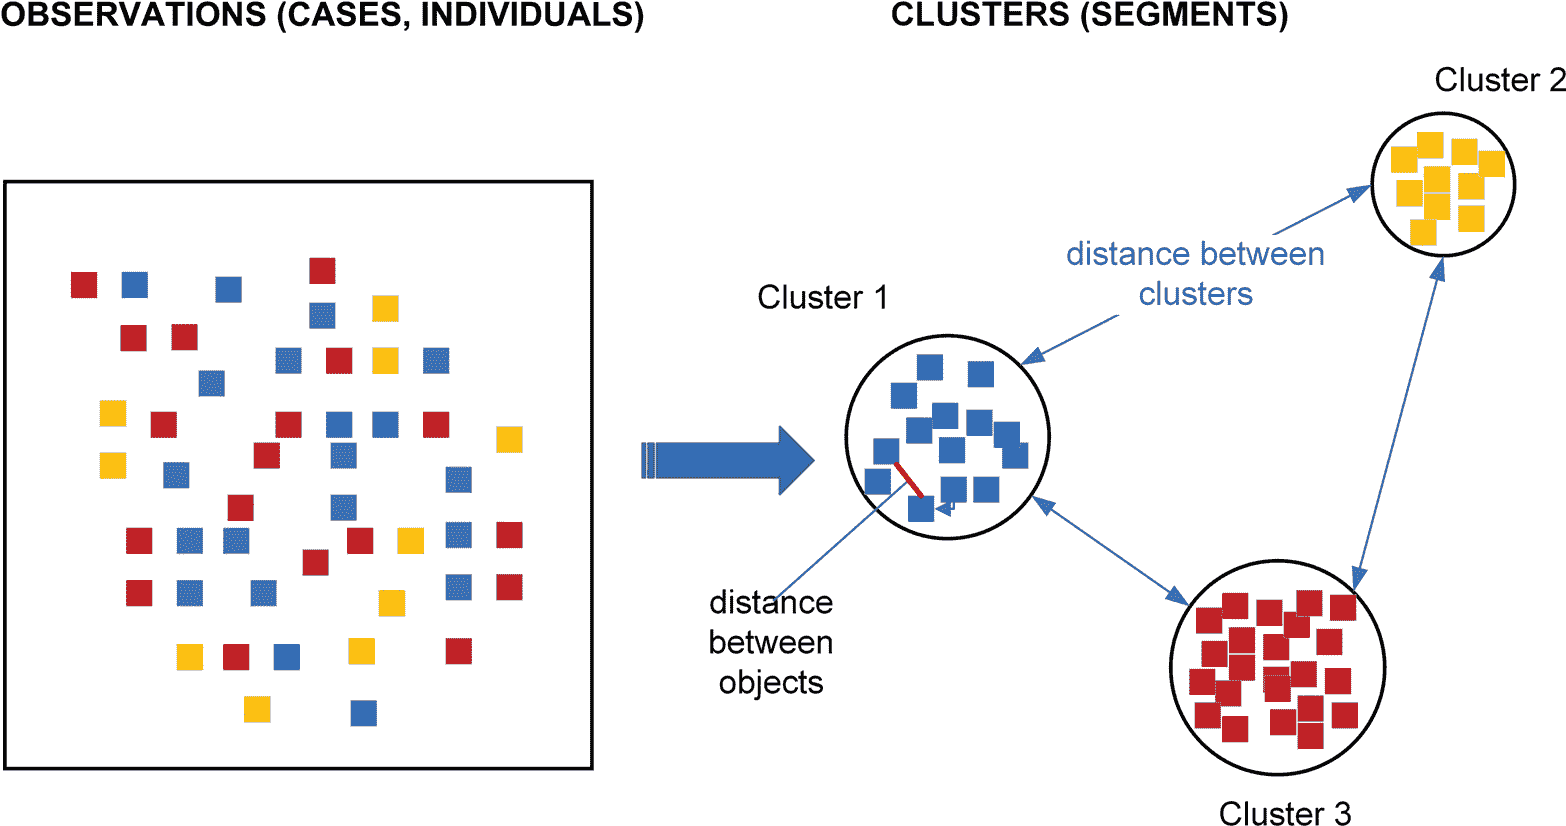 OBSERVATIONS (CASES, INDIVIDUALS)
CLUSTERS (SEGMENTS)
Cluster 2
distance between
clusters
Cluster 1
distance
between
objects
Cluster 3